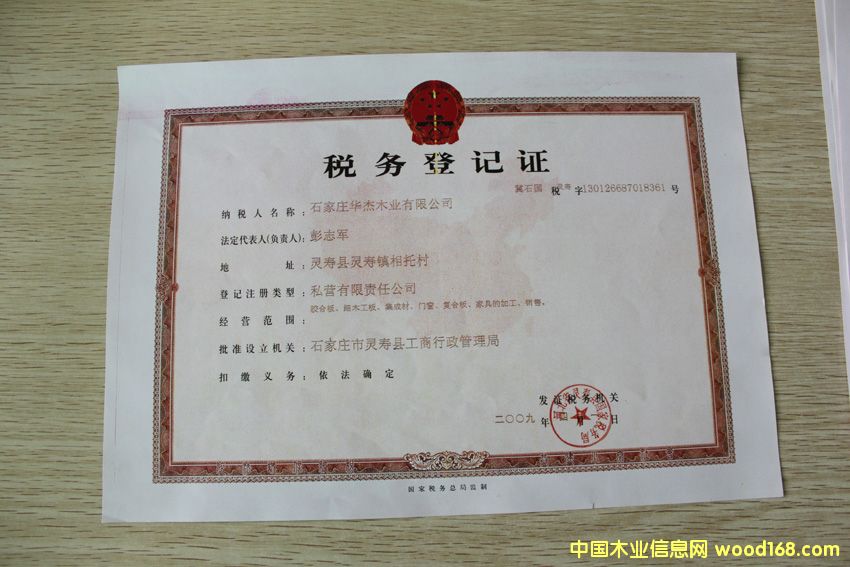 税务登记证
冀石国 灵寿 税 字 130126687018361 号
纳税人名称：石家庄华杰木业有限公司
法定代表人(负责人)：彭志军
地 址：灵寿县灵寿镇相托村
登记注册类型：私营有限责任公司
胶合板、细木工板、集成材、门窗、复合板、家具的加工、销售。
经营范围：
批准设立机关：石家庄市灵寿县工商行政管理局
扣缴义务：依法确定
发证税务机关
二〇〇九 年 日
国家税务总局监制
中国木业信息网 wood168.com